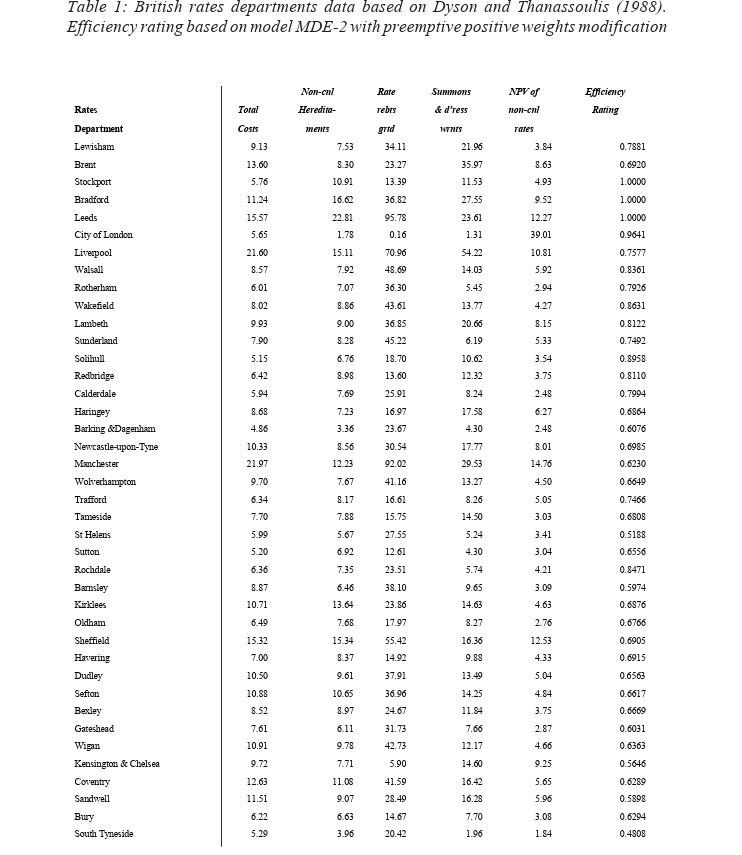 Table 1: British rates departments data based on Dyson and Thanassoulis (1988).
Efficiency rating based on model MDE-2 with preemptive positive weights modification
Non-cnl Rate Summons NPV of Efficiency
Rates Total Heredita- rebts & d'ress non-cnl Rating
Department Costs ments grtd wrnts rates
Lewisham 9.13 7.53 34.11 21.96 3.84 0.7881
Brent 13.60 8.30 23.27 35.97 8.63 0.6920
Stockport 5.76 10.91 13.39 11.53 4.93 1.0000
Bradford 11.24 16.62 36.82 27.55 9.52 1.0000
Leeds 15.57 22.81 95.78 23.61 12.27 1.0000
City of London 5.65 1.78 0.16 1.31 39.01 0.9641
Liverpool 21.60 15.11 70.96 54.22 10.81 0.7577
Walsall 8.57 7.92 48.69 14.03 5.92 0.8361
Rotherham 6.01 7.07 36.30 5.45 2.94 0.7926
Wakefield 8.02 8.86 43.61 13.77 4.27 0.8631
Lambeth 9.93 9.00 36.85 20.66 8.15 0.8122
Sunderland 7.90 8.28 45.22 6.19 5.33 0.7492
Solihull 5.15 6.76 18.70 10.62 3.54 0.8958
Redbridge 6.42 8.98 13.60 12.32 3.75 0.8110
Calderdale 5.94 7.69 25.91 8.24 2.48 0.7994
Haringey 8.68 7.23 16.97 17.58 6.27 0.6864
Barking &Dagenham 4.86 3.36 23.67 4.30 2.48 0.6076
Newcastle-upon-Tyne 10.33 8.56 30.54 17.77 8.01 0.6985
Manchester 21.97 12.23 92.02 29.53 14.76 0.6230
Wolverhampton 9.70 7.67 41.16 13.27 4.50 0.6649
Trafford 6.34 8.17 16.61 8.26 5.05 0.7466
Tameside 7.70 7.88 15.75 14.50 3.03 0.6808
St Helens 5.99 5.67 27.55 5.24 3.41 0.5188
Sutton 5.20 6.92 12.61 4.30 3.04 0.6556
Rochdale 6.36 7.35 23.51 5.74 4.21 0.8471
Barnsley 8.87 6.46 38.10 9.65 3.09 0.5974
Kirklees 10.71 13.64 23.86 14.63 4.63 0.6876
Oldham 6.49 7.68 17.97 8.27 2.76 0.6766
Sheffield 15.32 15.34 55.42 16.36 12.53 0.6905
Havering 7.00 8.37 14.92 9.88 4.33 0.6915
Dudley 10.50 9.61 37.91 13.49 5.04 0.6563
Sefton 10.88 10.65 36.96 14.25 4.84 0.6617
Bexley 8.52 8.97 24.67 11.84 3.75 0.6669
Gateshead 7.61 6.11 31.73 7.66 2.87 0.6031
Wigan 10.91 9.78 42.73 12.17 4.66 0.6363
Kensington & Chelsea 9.72 7.71 5.90 14.60 9.25 0.5646
Coventry 12.63 11.08 41.59 16.42 5.65 0.6289
Sandwell 11.51 9.07 28.49 16.28 5.96 0.5898
Bury 6.22 6.63 14.67 7.70 3.08 0.6294
South Tyneside 5.29 3.96 20.42 1.96 1.84 0.4808